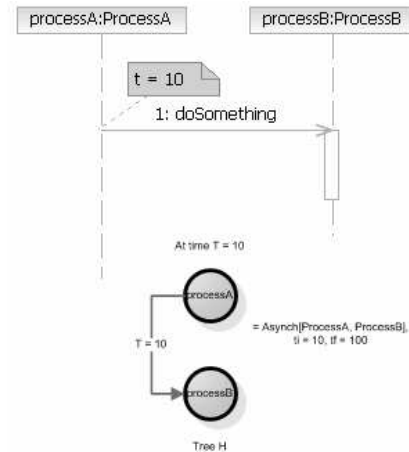 processA:ProcessA
processB:ProcessB
t = 10
1: doSomething
At time T = 10
processA
= Asynch[ProcessA, ProcessB],
ti = 10, tf = 100
T = 10
processB
Tree H